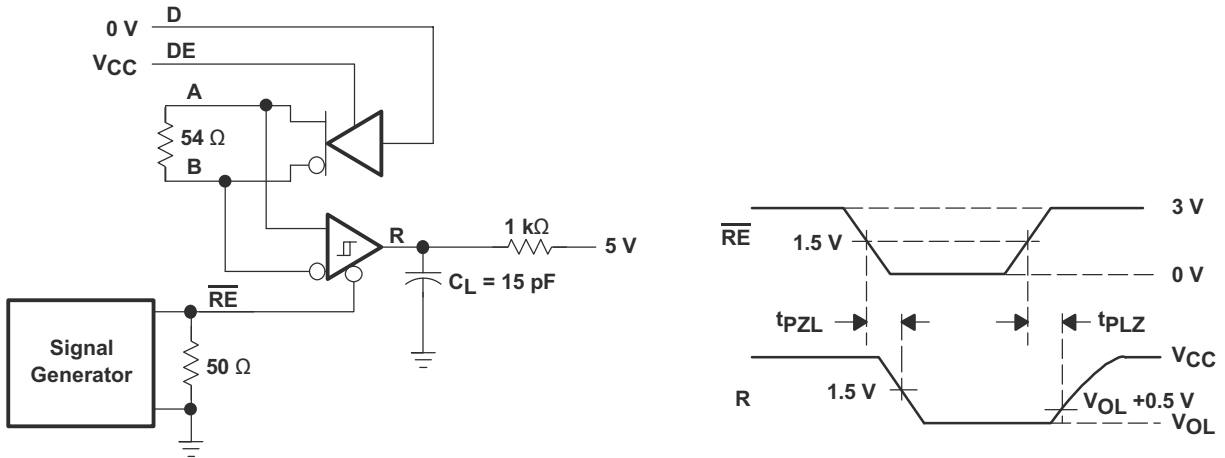 0 V
D
VCC
DE
A
54 Ω
B
R
1 kΩ
5 V
CL = 15 pF
RE
Signal
Generator
50 Ω
RE
3 V
1.5 V
0 V
tPZL
tPLZ
R
VCC
1.5 V
VOL +0.5 V
VOL